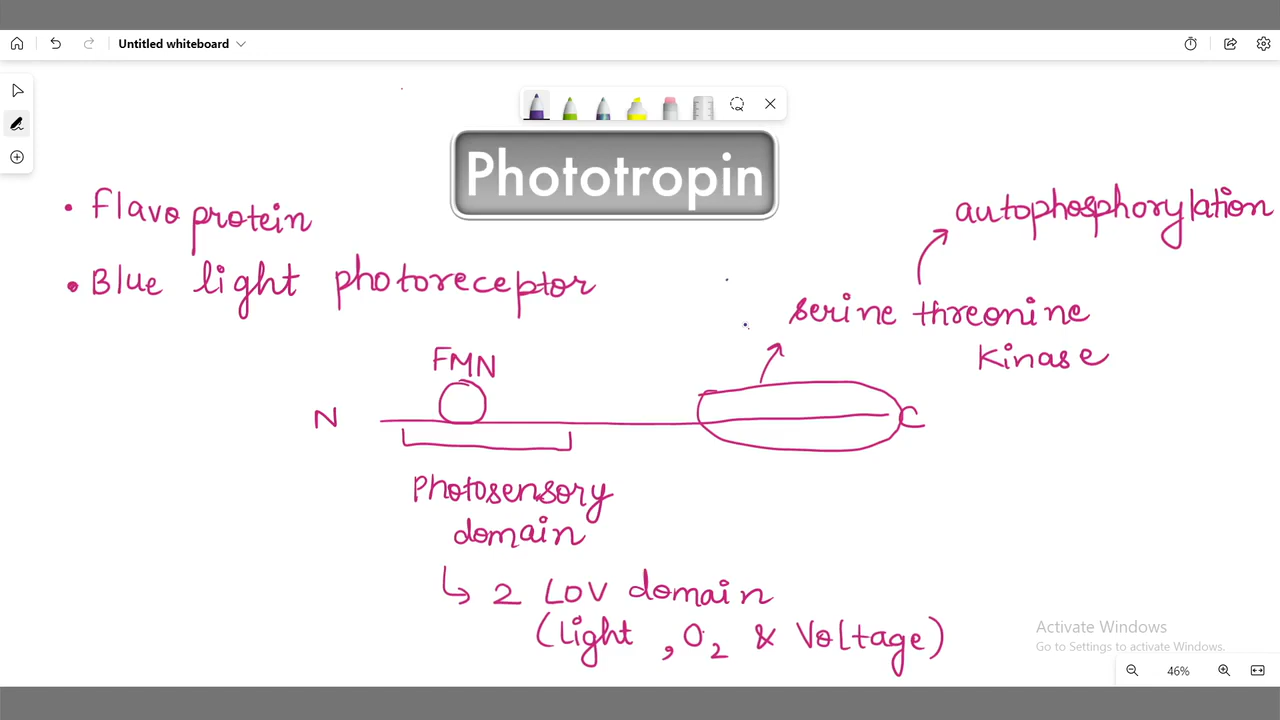 Untitled whiteboard
Phototropin
• Flavoprotein
• Blue light photoreceptor
autophosphorylation
serine threonine
kinase
FMN
N
C
Photosensory
domain
↳ 2 LOV domain
(Light, O₂ & Voltage)
Activate Windows
Go to Settings to activate Windows.
46%